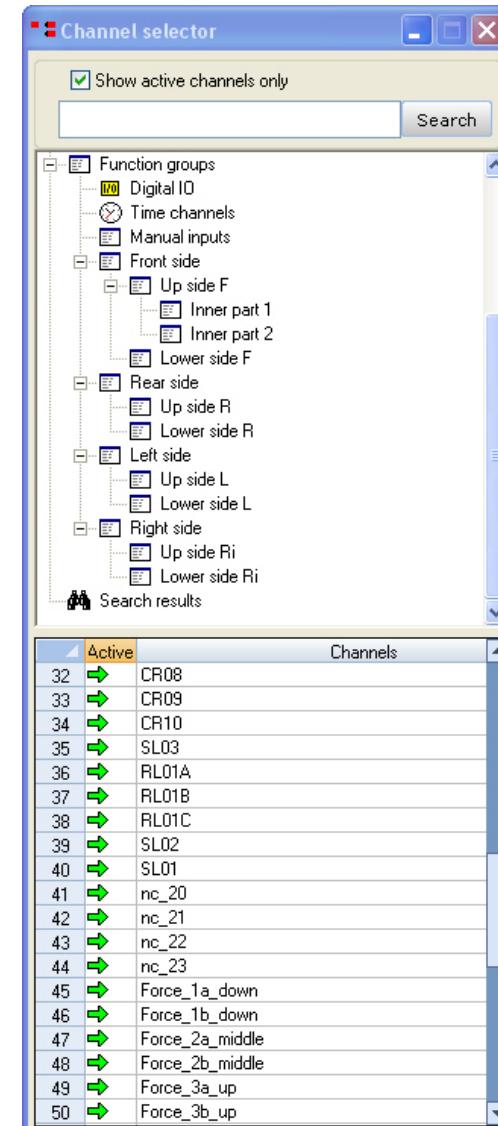 Channel selector
Show active channels only
Search
Function groups
I/O Digital IO
Time channels
Manual inputs
Front side
Up side F
Inner part 1
Inner part 2
Lower side F
Rear side
Up side R
Lower side R
Left side
Up side L
Lower side L
Right side
Up side Ri
Lower side Ri
Search results
Active Channels
32 CR08
33 CR09
34 CR10
35 SL03
36 RL01A
37 RL01B
38 RL01C
39 SL02
40 SL01
41 nc_20
42 nc_21
43 nc_22
44 nc_23
45 Force_1a_down
46 Force_1b_down
47 Force_2a_middle
48 Force_2b_middle
49 Force_3a_up
50 Force_3b_up